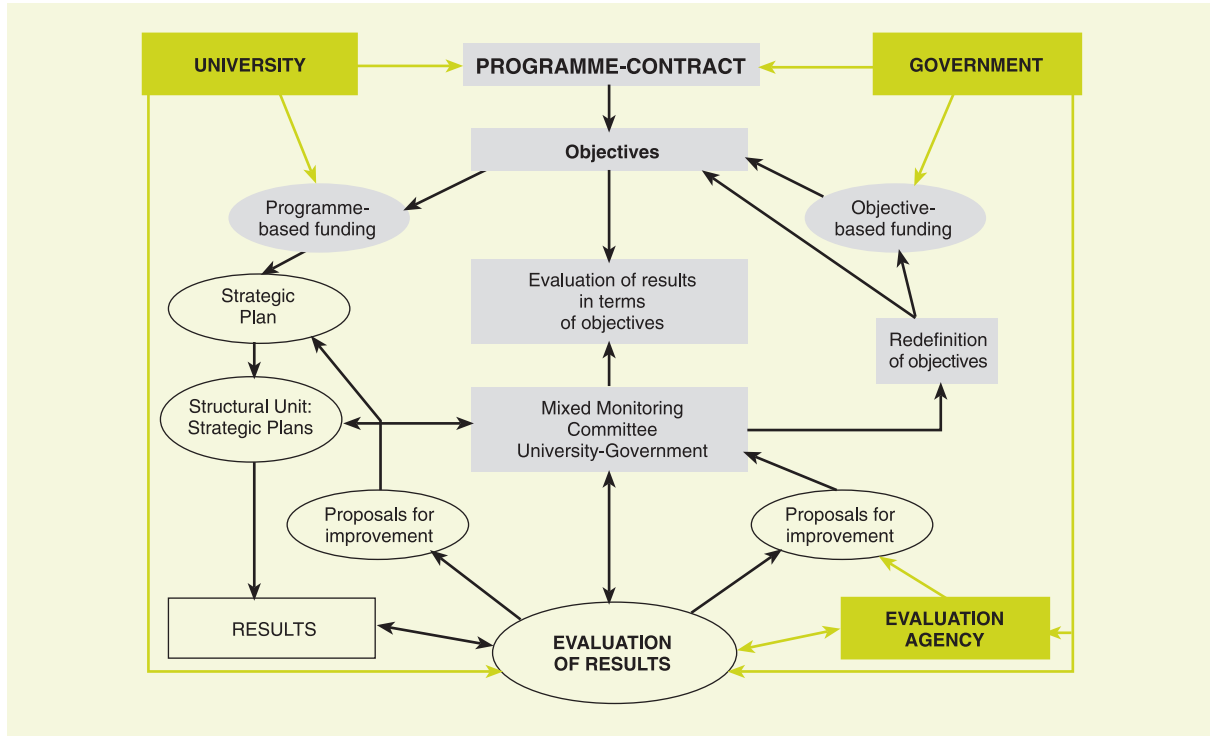 UNIVERSITY
PROGRAMME-CONTRACT
GOVERNMENT
Objectives
Programme-
based funding
Objective-
based funding
Strategic
Plan
Evaluation of results
in terms
of objectives
Redefinition
of objectives
Structural Unit:
Strategic Plans
Mixed Monitoring
Committee
University-Government
Proposals for
improvement
Proposals for
improvement
RESULTS
EVALUATION
OF RESULTS
EVALUATION
AGENCY